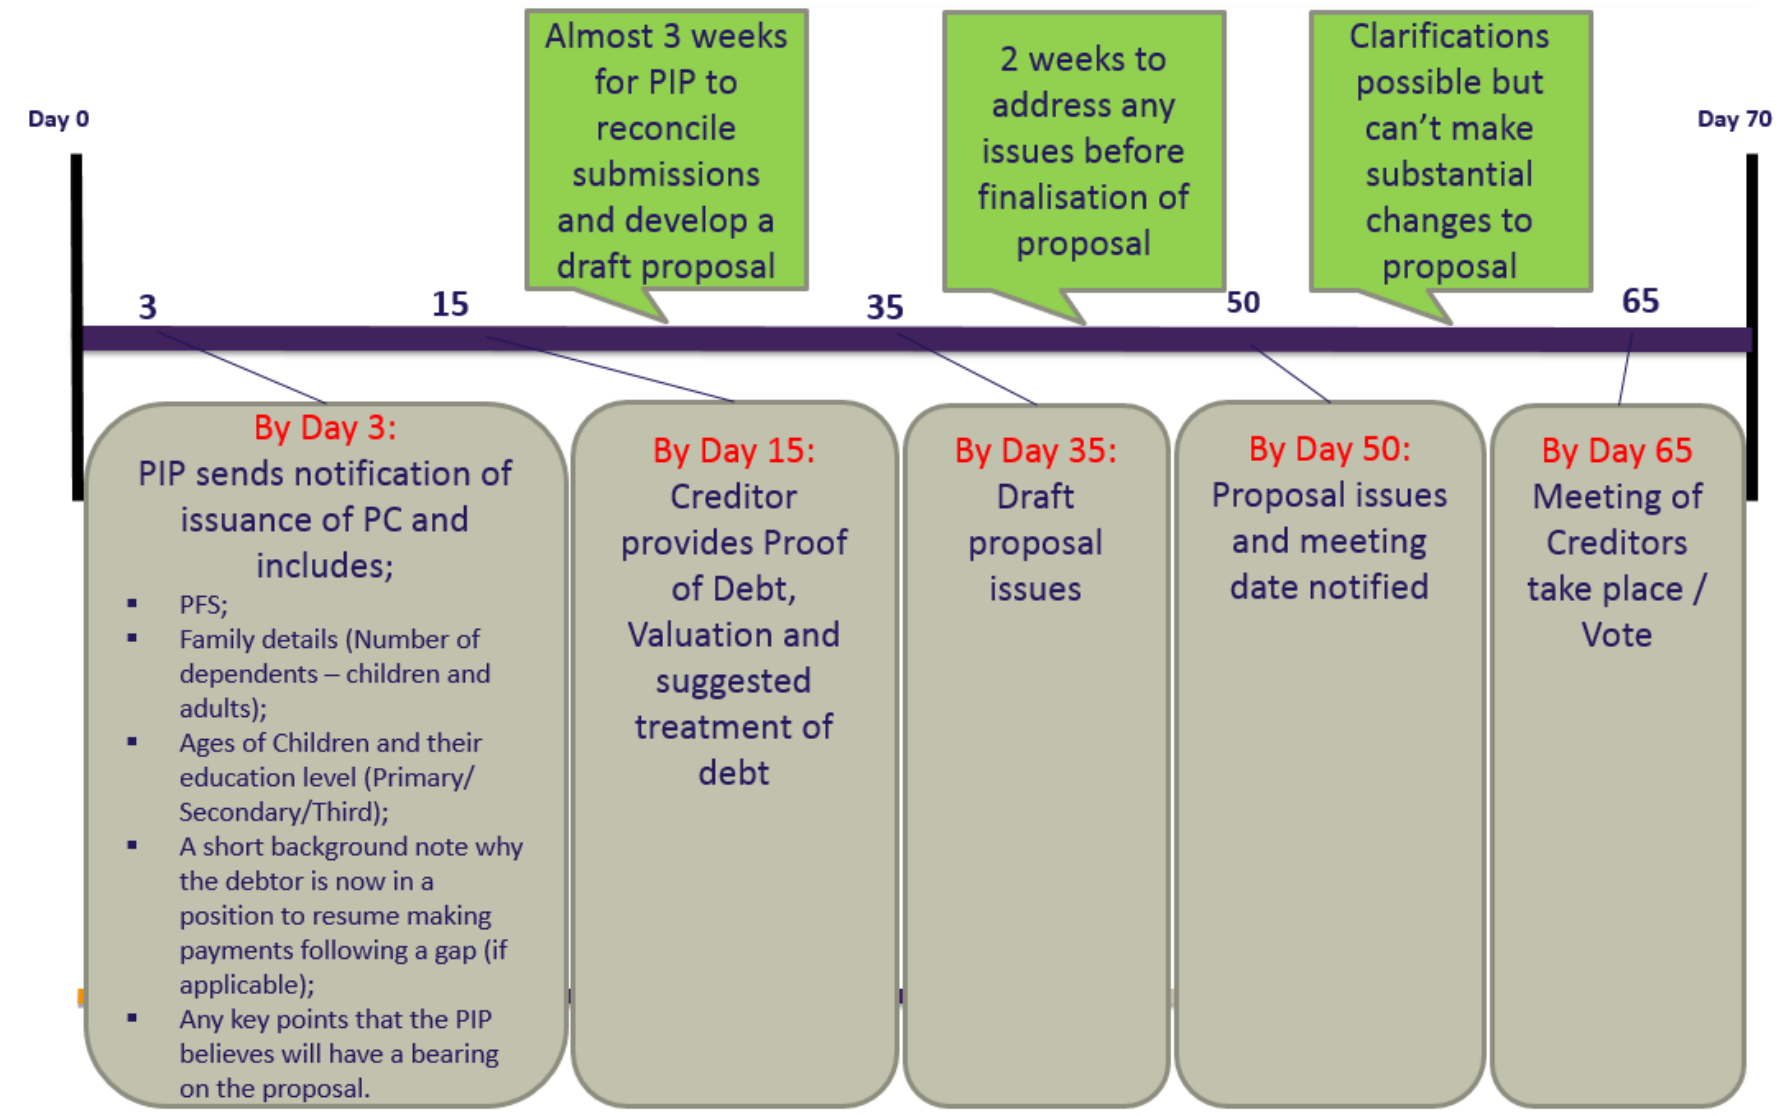 Day 0
Almost 3 weeks
for PIP to
reconcile
submissions
and develop a
draft proposal
2 weeks to
address any
issues before
finalisation of
proposal
Clarifications
possible but
can't make
substantial
changes to
proposal
Day 70
3
15
35
50
65
By Day 3:
PIP sends notification of
issuance of PC and
includes;
▪ PFS;
▪ Family details (Number of
dependents – children and
adults);
▪ Ages of Children and their
education level (Primary/
Secondary/Third);
▪ A short background note why
the debtor is now in a
position to resume making
payments following a gap (if
applicable);
▪ Any key points that the PIP
believes will have a bearing
on the proposal.
By Day 15:
Creditor
provides Proof
of Debt,
Valuation and
suggested
treatment of
debt
By Day 35:
Draft
proposal
issues
By Day 50:
Proposal issues
and meeting
date notified
By Day 65
Meeting of
Creditors
take place /
Vote